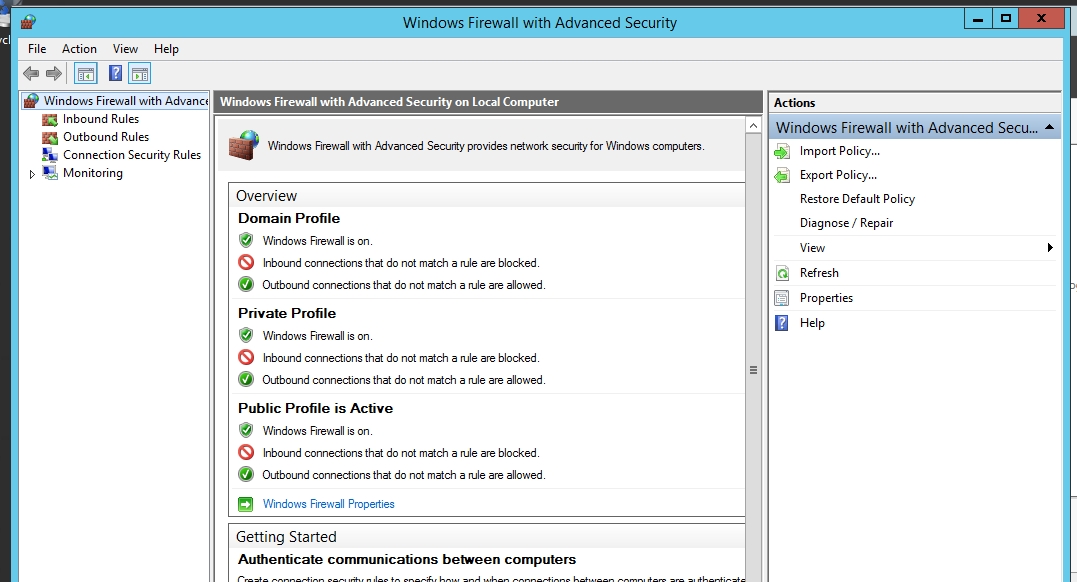 Windows Firewall with Advanced Security
File Action View Help
Windows Firewall with Advance
Inbound Rules
Outbound Rules
Connection Security Rules
Monitoring
Windows Firewall with Advanced Security on Local Computer
Windows Firewall with Advanced Security provides network security for Windows computers.
Overview
Domain Profile
Windows Firewall is on.
Inbound connections that do not match a rule are blocked.
Outbound connections that do not match a rule are allowed.
Private Profile
Windows Firewall is on.
Inbound connections that do not match a rule are blocked.
Outbound connections that do not match a rule are allowed.
Public Profile is Active
Windows Firewall is on.
Inbound connections that do not match a rule are blocked.
Outbound connections that do not match a rule are allowed.
Windows Firewall Properties
Getting Started
Authenticate communications between computers
Create connection security rules to specify how and when connections between computers are authenticate
Actions
Windows Firewall with Advanced Secu...
Import Policy...
Export Policy...
Restore Default Policy
Diagnose / Repair
View
Refresh
Properties
Help